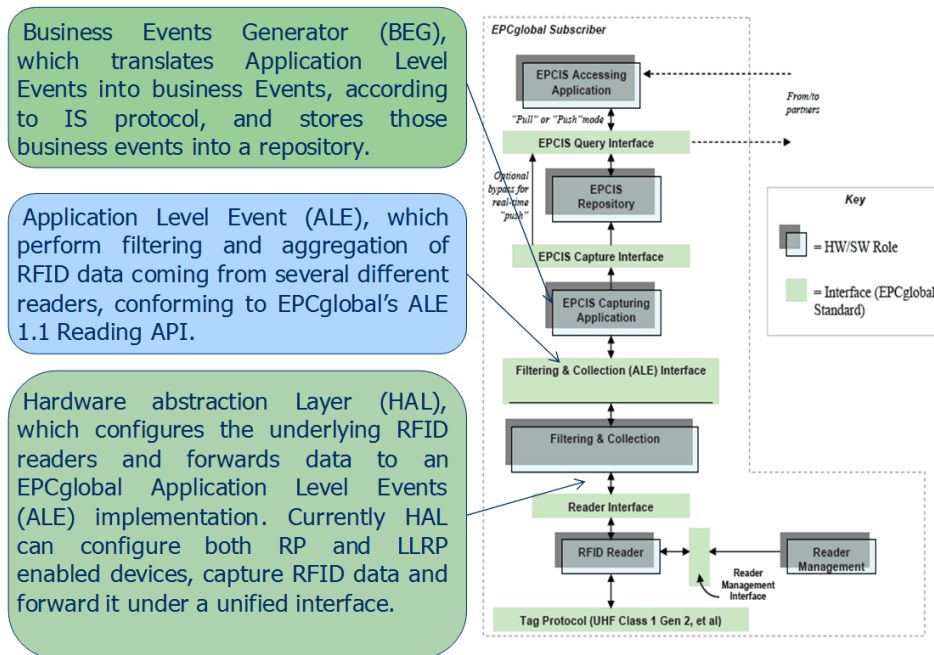 Business Events Generator (BEG),
which translates Application Level
Events into business Events, according
to IS protocol, and stores those
business events into a repository.
Application Level Event (ALE), which
perform filtering and aggregation of
RFID data coming from several different
readers, conforming to EPCglobal's ALE
1.1 Reading API.
Hardware abstraction Layer (HAL),
which configures the underlying RFID
readers and forwards data to an
EPCglobal Application Level Events
(ALE) implementation. Currently HAL
can configure both RP and LLRP
enabled devices, capture RFID data and
forward it under a unified interface.
EPCglobal Subscriber
EPCIS Accessing
Application
"Pull" or "Push"mode
From/to
partners
EPCIS Query Interface
Optional
bypass for
real-time
"push"
EPCIS
Repository
EPCIS Capture Interface
EPCIS Capturing
Application
Filtering & Collection (ALE) Interface
Filtering & Collection
Reader Interface
RFID Reader
Reader
Management
Reader
Management
Interface
Tag Protocol (UHF Class 1 Gen 2, et al)
Key
= HW/SW Role
= Interface (EPCglobal
Standard)